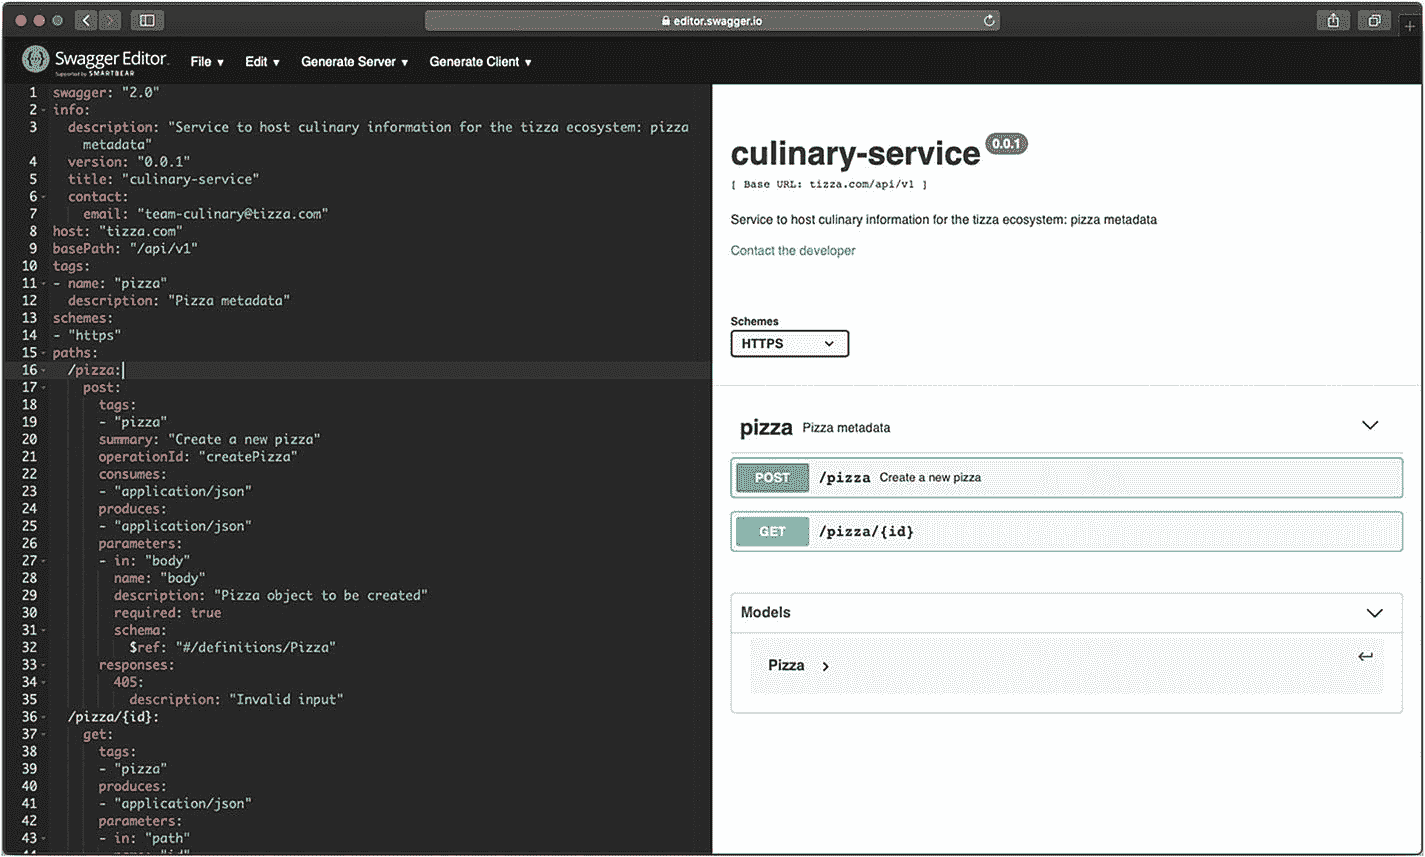 editor.swagger.io
Swagger Editor
Supported by SMARTBEAR
File
Edit
Generate Server
Generate Client
1 swagger: "2.0"
2 info:
3 description: "Service to host culinary information for the tizza ecosystem: pizza
metadata"
4 version: "0.0.1"
5 title: "culinary-service"
6 contact:
7 email: "team-culinary@tizza.com"
8 host: "tizza.com"
9 basePath: "/api/v1"
10 tags:
11 - name: "pizza"
12 description: "Pizza metadata"
13 schemes:
14 - "https"
15 paths:
16 /pizza:
17 post:
18 tags:
19 - "pizza"
20 summary: "Create a new pizza"
21 operationId: "createPizza"
22 consumes:
23 - "application/json"
24 produces:
25 - "application/json"
26 parameters:
27 - in: "body"
28 name: "body"
29 description: "Pizza object to be created"
30 required: true
31 schema:
32 $ref: "#/definitions/Pizza"
33 responses:
34 405:
35 description: "Invalid input"
36 /pizza/{id}:
37 get:
38 tags:
39 - "pizza"
40 produces:
41 - "application/json"
42 parameters:
43 - in: "path"
culinary-service 0.0.1
[ Base URL: tizza.com/api/v1 ]
Service to host culinary information for the tizza ecosystem: pizza metadata
Contact the developer
Schemes
HTTPS
pizza Pizza metadata
POST /pizza Create a new pizza
GET /pizza/{id}
Models
Pizza